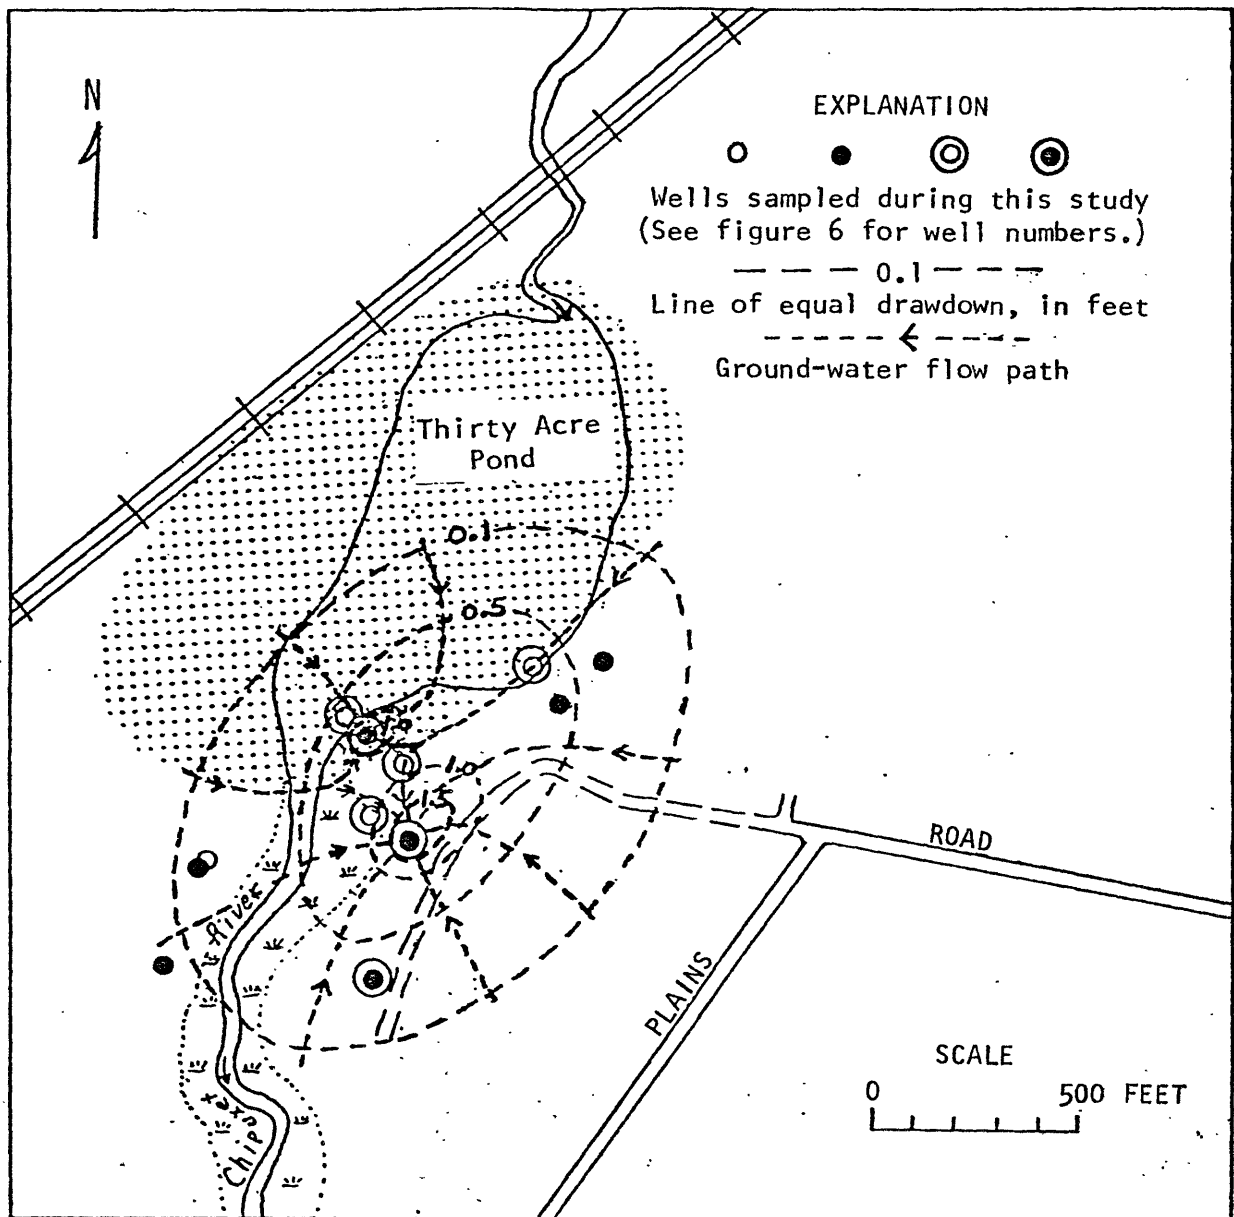 N
EXPLANATION
Wells sampled during this study
(See figure 6 for well numbers.)
0.1
Line of equal drawdown, in feet
Ground-water flow path
Thirty Acre
Pond
0.1
0.5
1.0
1.5
ROAD
River
PLAINS
SCALE
0 500 FEET
Chipuxet